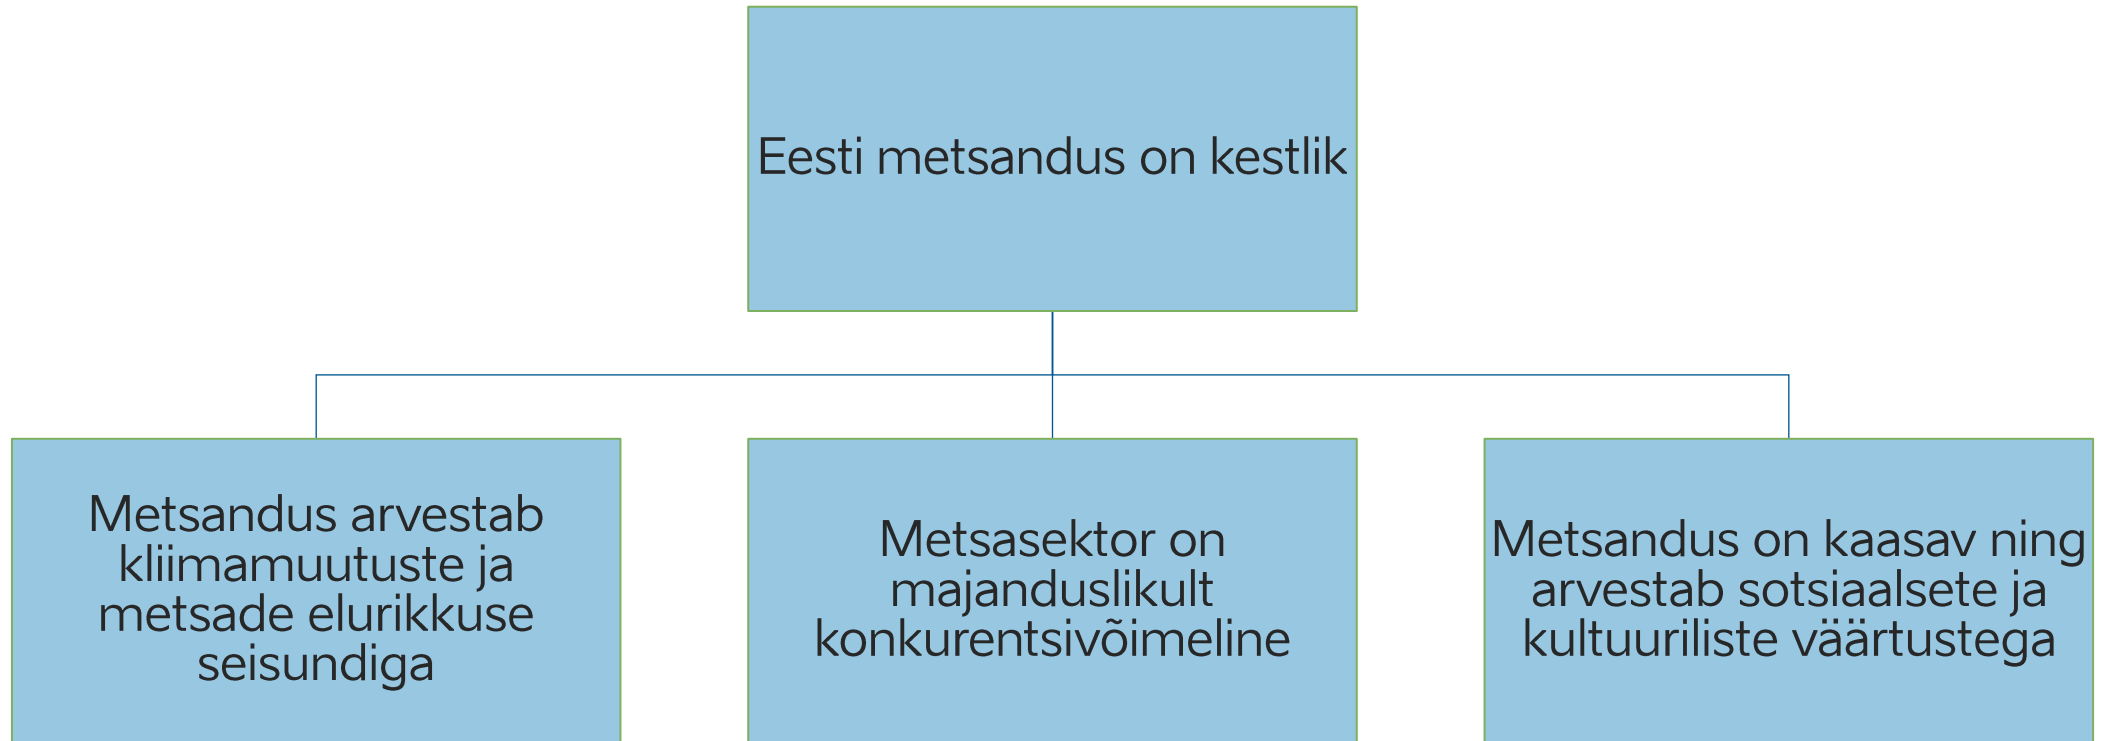 Eesti metsandus on kestlik
Metsandus arvestab
kliimamuutuste ja
metsade elurikkuse
seisundiga
Metsasektor on
majanduslikult
konkurentsivõimeline
Metsandus on kaasav ning
arvestab sotsiaalsete ja
kultuuriliste väärtustega